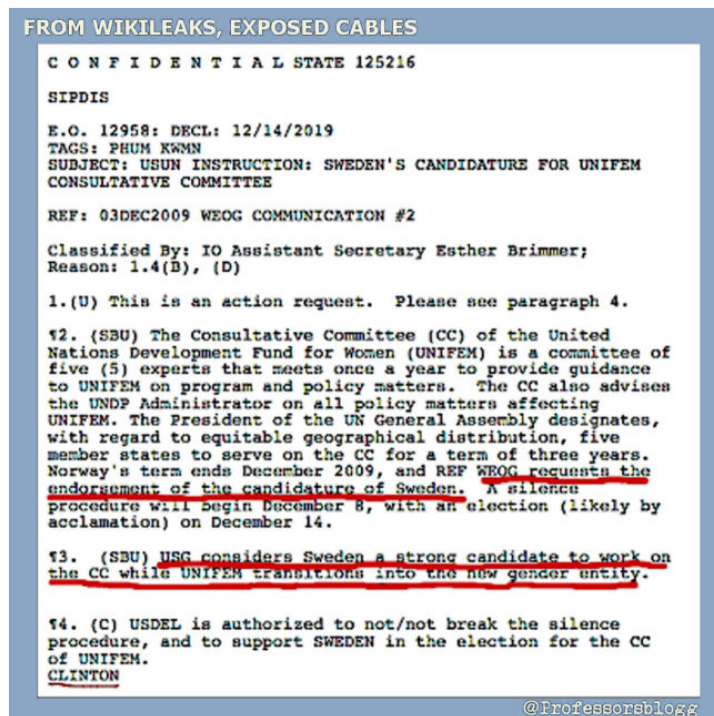 FROM WIKILEAKS, EXPOSED CABLES
C O N F I D E N T I A L STATE 125216
SIPDIS
E.O. 12958: DECL: 12/14/2019
TAGS: PHUM KWMN
SUBJECT: USUN INSTRUCTION: SWEDEN'S CANDIDATURE FOR UNIFEM
CONSULTATIVE COMMITTEE
REF: 03DEC2009 WEOG COMMUNICATION #2
Classified By: IO Assistant Secretary Esther Brimmer;
Reason: 1.4(B), (D)
1.(U) This is an action request. Please see paragraph 4.
¶2. (SBU) The Consultative Committee (CC) of the United
Nations Development Fund for Women (UNIFEM) is a committee of
five (5) experts that meets once a year to provide guidance
to UNIFEM on program and policy matters. The CC also advises
the UNDP Administrator on all policy matters affecting
UNIFEM. The President of the UN General Assembly designates,
with regard to equitable geographical distribution, five
member states to serve on the CC for a term of three years.
Norway's term ends December 2009, and REF WEOG requests the
endorsement of the candidature of Sweden. A silence
procedure will begin December 8, with an election (likely by
acclamation) on December 14.
¶3. (SBU) USG considers Sweden a strong candidate to work on
the CC while UNIFEM transitions into the new gender entity.
¶4. (C) USDEL is authorized to not/not break the silence
procedure, and to support SWEDEN in the election for the CC
of UNIFEM.
CLINTON
@Professorsblogg